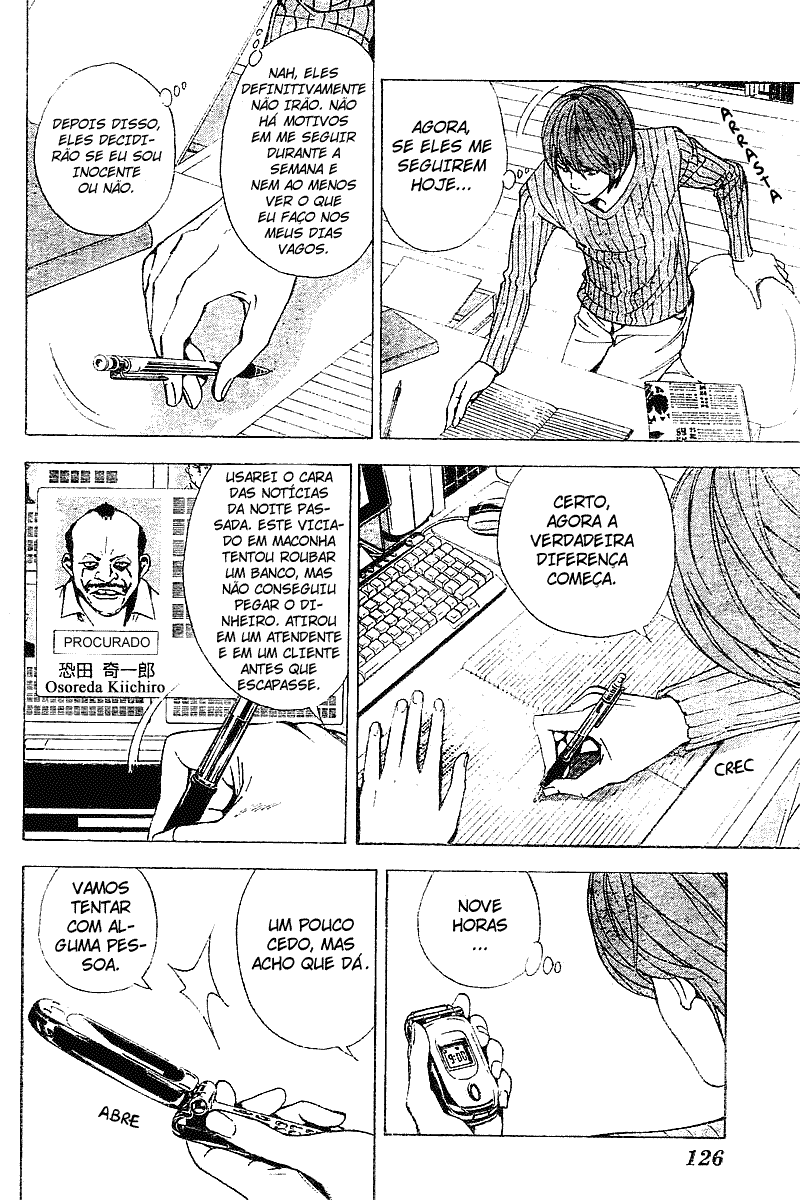 AGORA,
SE ELES ME
SEGUIREM
HOJE...
ARRASTA
NAH, ELES
DEFINITIVAMENTE
NÃO IRÃO. NÃO
HÁ MOTIVOS
EM ME SEGUIR
DURANTE A
SEMANA E
NEM AO MENOS
VER O QUE
EU FAÇO NOS
MEUS DIAS
VAGOS.
DEPOIS DISSO,
ELES DECIDI-
RÃO SE EU SOU
INOCENTE
OU NÃO.
CERTO,
AGORA A
VERDADEIRA
DIFERENÇA
COMEÇA.
CREC
USAREI O CARA
DAS NOTÍCIAS
DA NOITE PAS-
SADA. ESTE VICIA-
DO EM MACONHA
TENTOU ROUBAR
UM BANCO, MAS
NÃO CONSEGUIU
PEGAR O DI-
NHEIRO. ATIROU
EM UM ATENDENTE
E EM UM CLIENTE
ANTES QUE
ESCAPASSE.
PROCURADO
恐田 奇一郎
Osoreda Kiichiro
NOVE
HORAS
...
9:00
UM POUCO
CEDO, MAS
ACHO QUE DÁ.
VAMOS
TENTAR
COM AL-
GUMA PES-
SOA.
ABRE
126